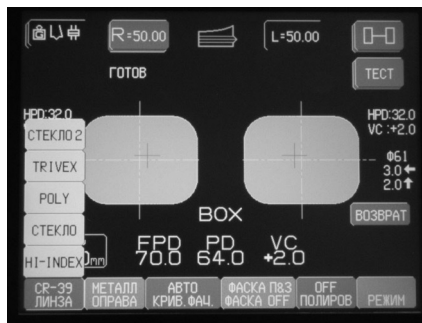 R=50.00
L=50.00
ГОТОВ
ТЕСТ
HPD:32.0
HPD:32.0
VC :+2.0
СТЕКЛО 2
TRIVEX
POLY
СТЕКЛО
HI-INDEX
Ф61
3.0←
2.0↑
BOX
ВОЗВРАТ
FPD PD VC
mm 70.0 64.0 +2.0
CR-39 МЕТАЛЛ АВТО ФАСКА П&З OFF
ЛИНЗА ОПРАВА КРИВ.ФАЦ. ФАСКА OFF ПОЛИРОВ РЕЖИМ